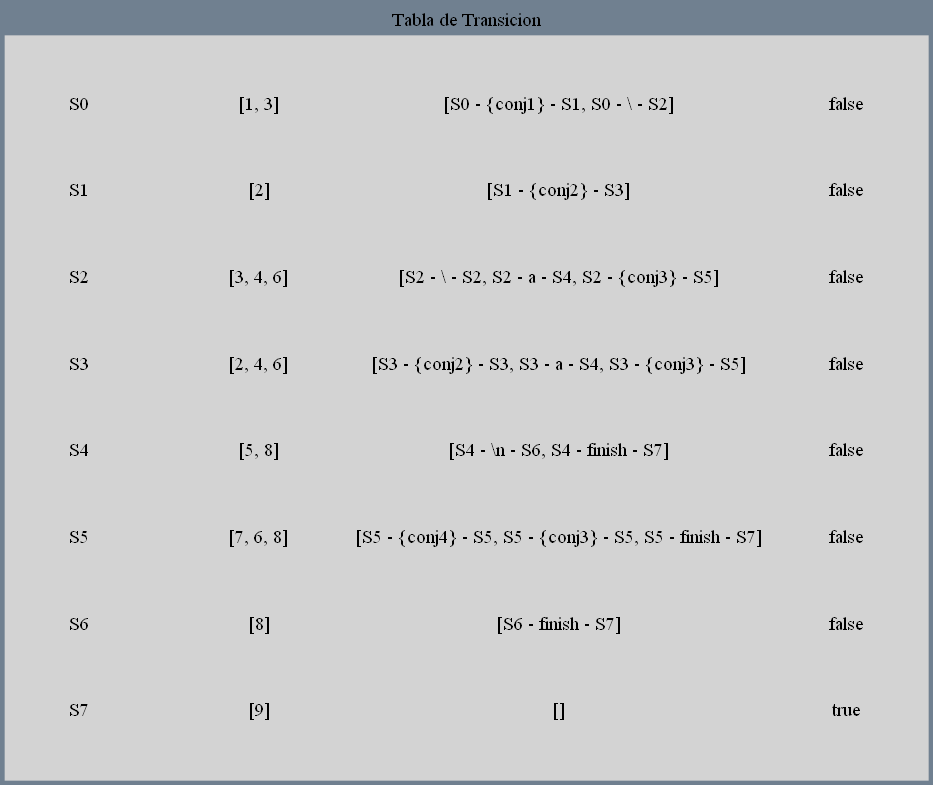 Tabla de Transicion
S0 [1, 3] [S0 - {conj1} - S1, S0 - \ - S2] false
S1 [2] [S1 - {conj2} - S3] false
S2 [3, 4, 6] [S2 - \ - S2, S2 - a - S4, S2 - {conj3} - S5] false
S3 [2, 4, 6] [S3 - {conj2} - S3, S3 - a - S4, S3 - {conj3} - S5] false
S4 [5, 8] [S4 - \n - S6, S4 - finish - S7] false
S5 [7, 6, 8] [S5 - {conj4} - S5, S5 - {conj3} - S5, S5 - finish - S7] false
S6 [8] [S6 - finish - S7] false
S7 [9] [] true